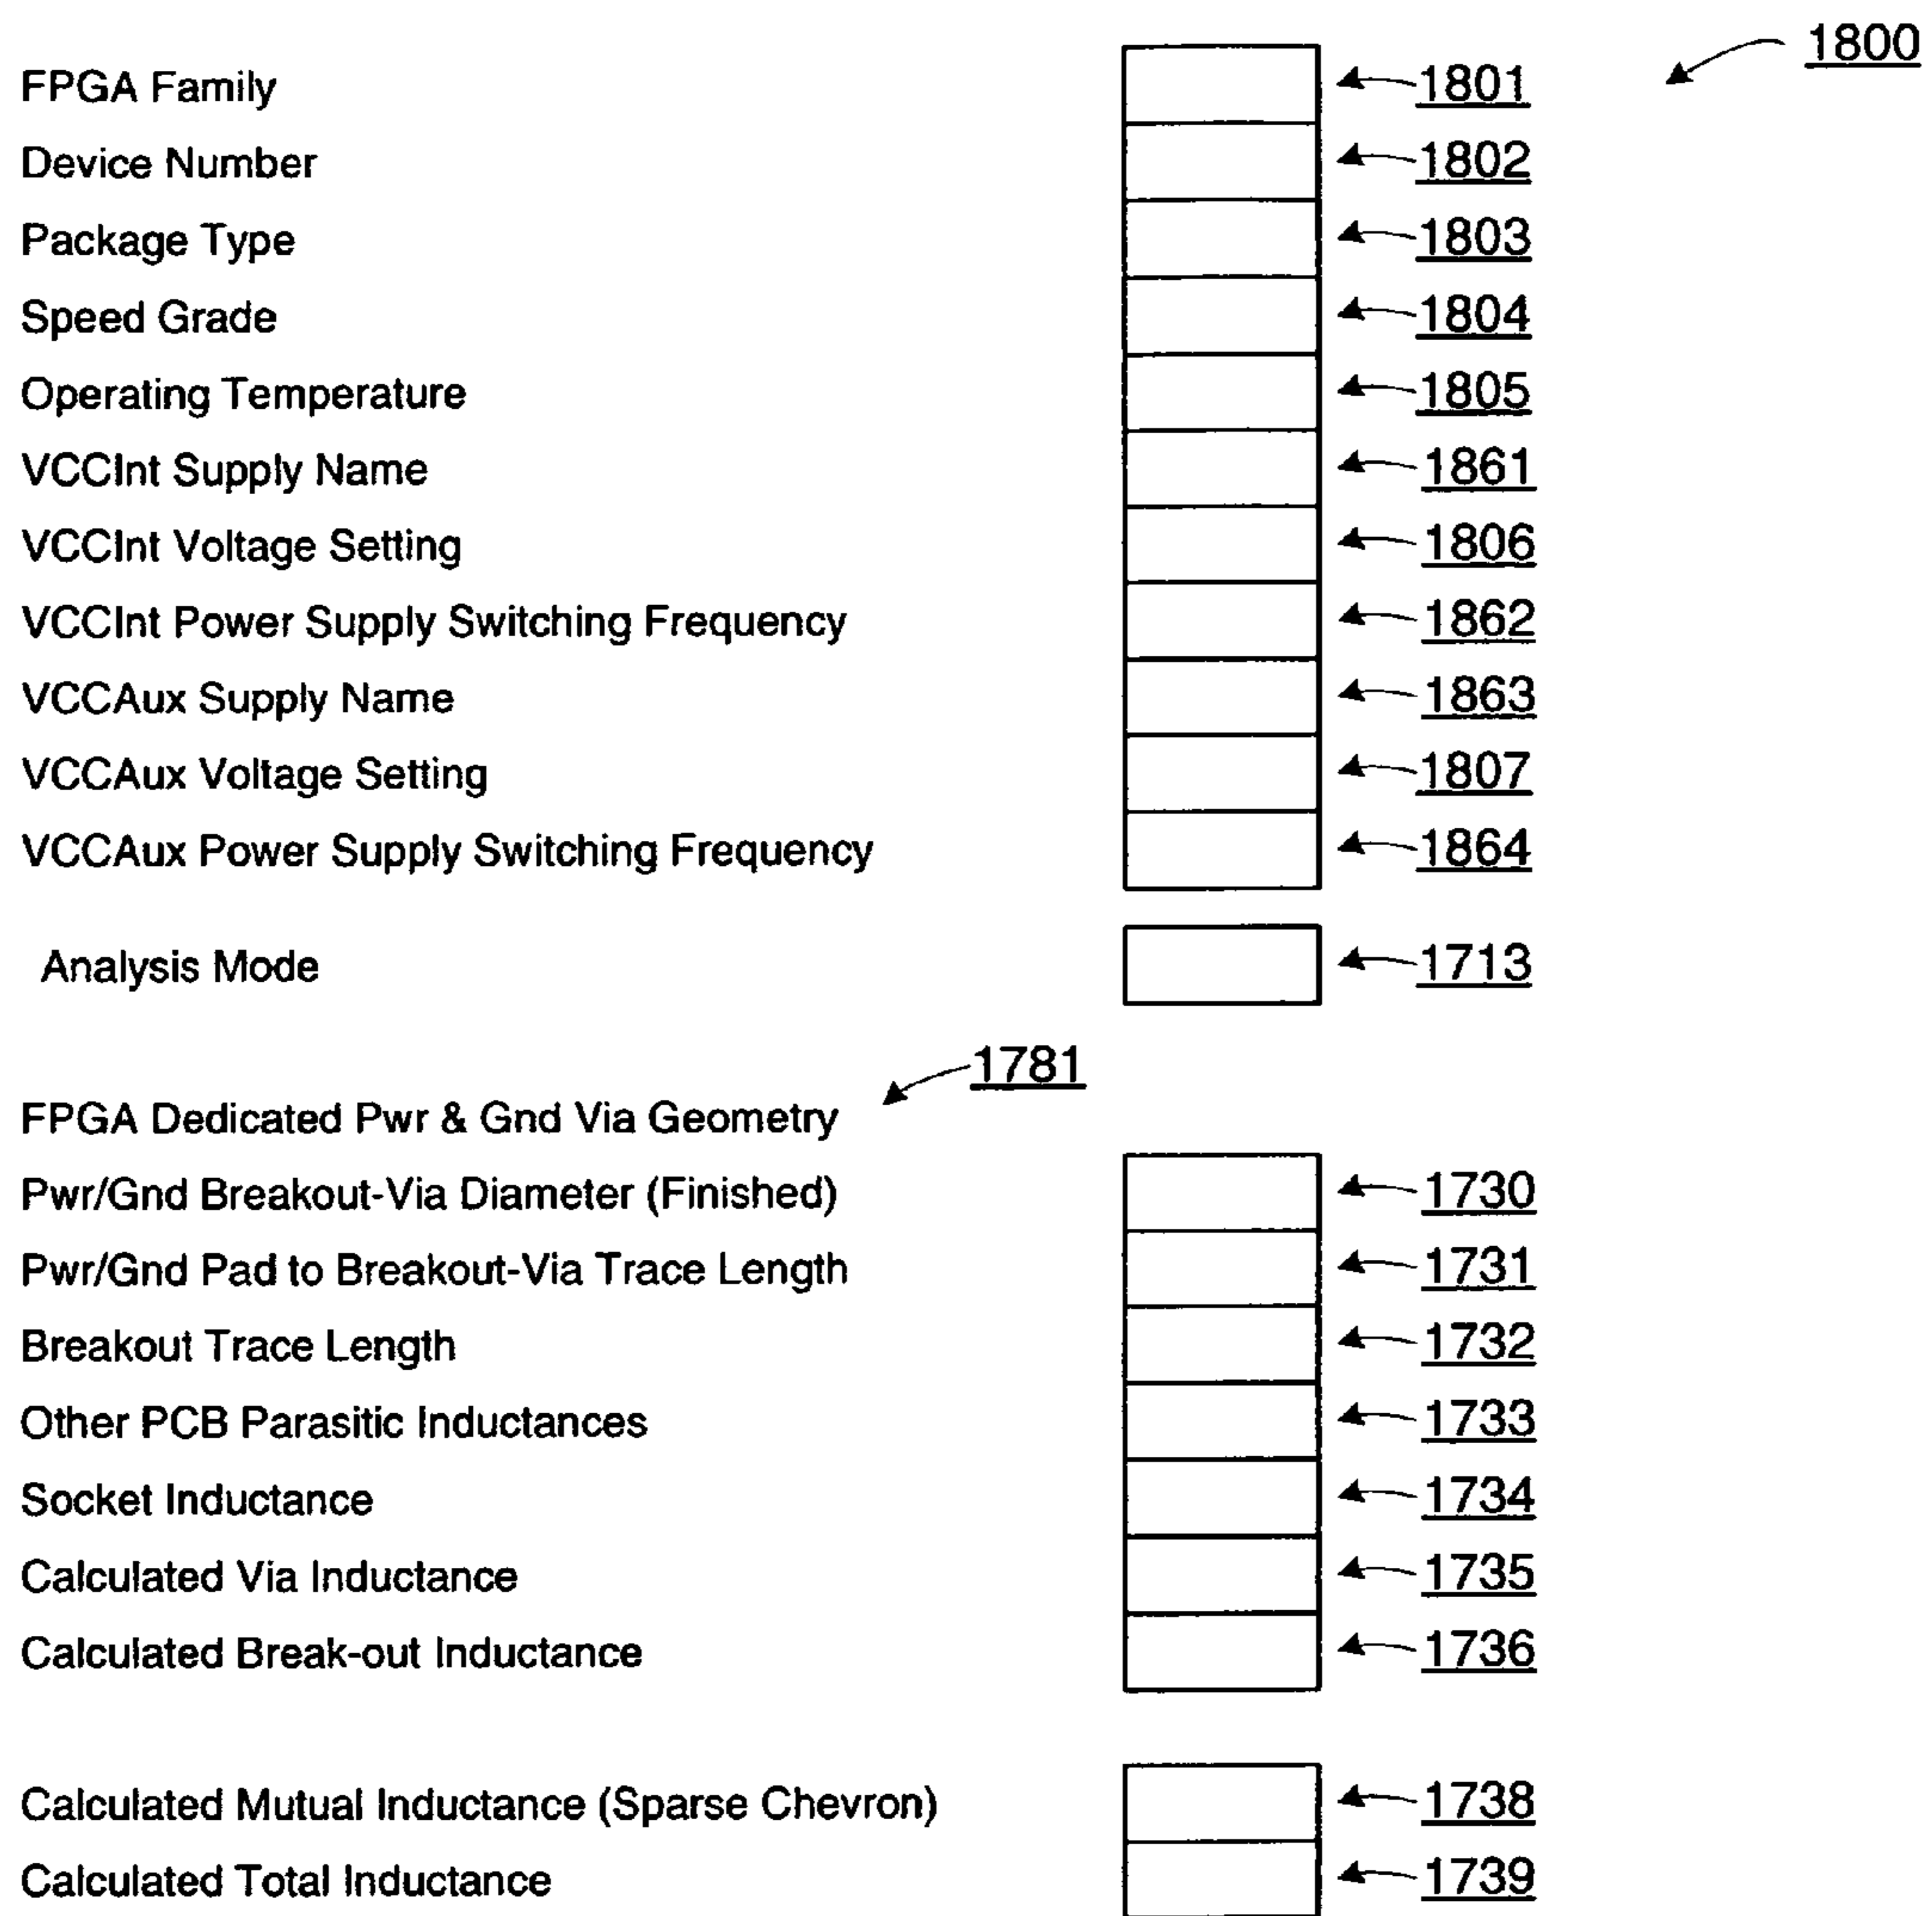 1800
FPGA Family 1801
Device Number 1802
Package Type 1803
Speed Grade 1804
Operating Temperature 1805
VCCInt Supply Name 1861
VCCInt Voltage Setting 1806
VCCInt Power Supply Switching Frequency 1862
VCCAux Supply Name 1863
VCCAux Voltage Setting 1807
VCCAux Power Supply Switching Frequency 1864
Analysis Mode 1713
1781
FPGA Dedicated Pwr & Gnd Via Geometry
Pwr/Gnd Breakout-Via Diameter (Finished) 1730
Pwr/Gnd Pad to Breakout-Via Trace Length 1731
Breakout Trace Length 1732
Other PCB Parasitic Inductances 1733
Socket Inductance 1734
Calculated Via Inductance 1735
Calculated Break-out Inductance 1736
Calculated Mutual Inductance (Sparse Chevron) 1738
Calculated Total Inductance 1739